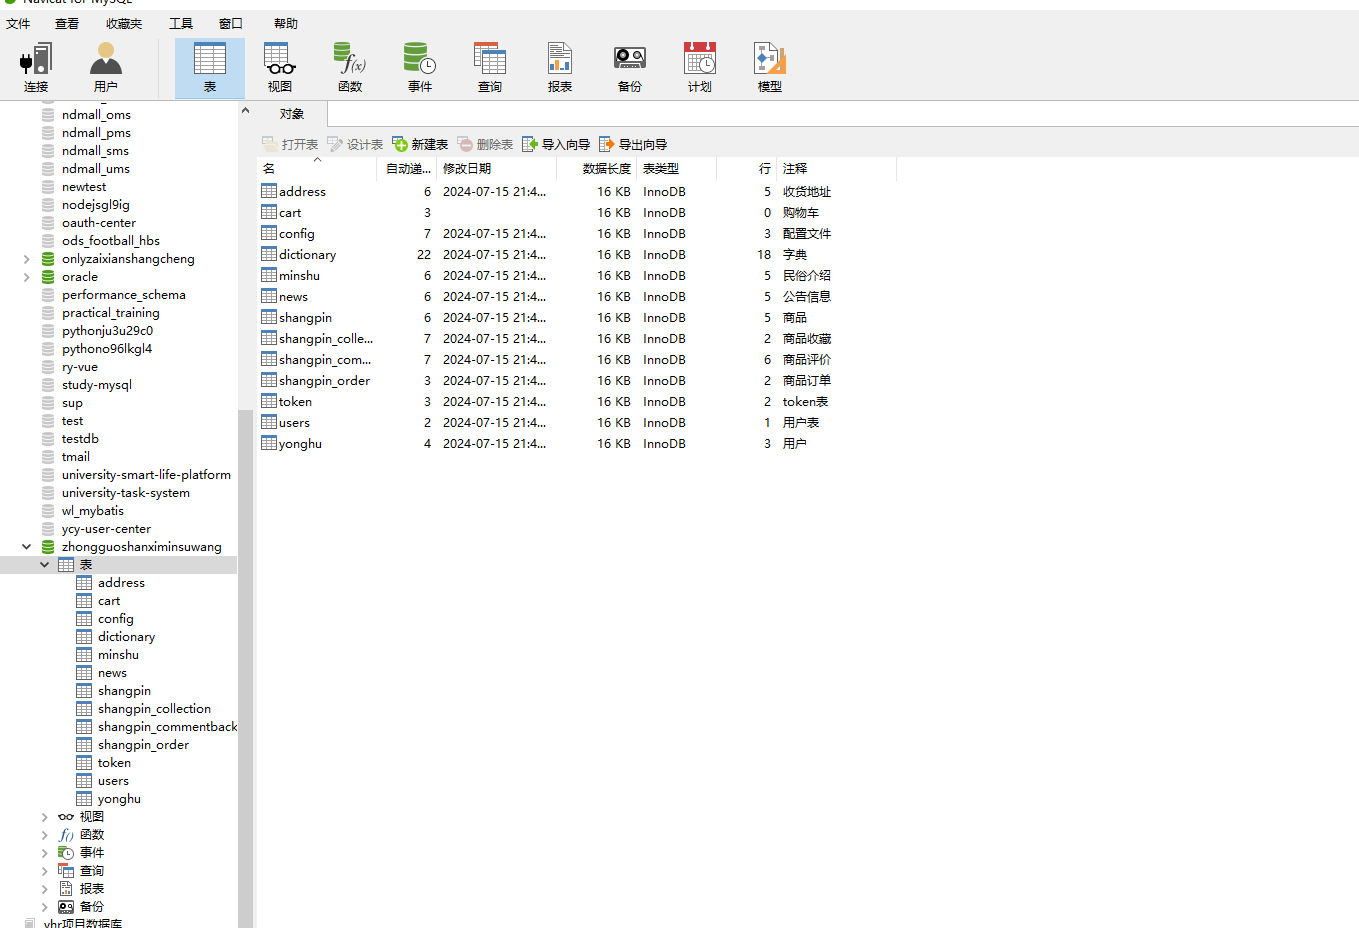 Navicat for MySQL
文件 查看 收藏夹 工具 窗口 帮助
连接 用户 表 视图 函数 事件 查询 报表 备份 计划 模型
ndmall_oms
ndmall_pms
ndmall_sms
ndmall_ums
newtest
nodejsgl9ig
oauth-center
ods_football_hbs
onlyzaixianshangcheng
oracle
performance_schema
practical_training
pythonju3u29c0
pythono96lkgl4
ry-vue
study-mysql
sup
test
testdb
tmail
university-smart-life-platform
university-task-system
wl_mybatis
ycy-user-center
zhongguoshanximinsuwang
表
address
cart
config
dictionary
minshu
news
shangpin
shangpin_collection
shangpin_commentback
shangpin_order
token
users
yonghu
视图
函数
事件
查询
报表
备份
yhr项目数据库
对象
打开表 设计表 新建表 删除表 导入向导 导出向导
名 自动递... 修改日期 数据长度 表类型 行 注释
address 6 2024-07-15 21:4... 16 KB InnoDB 5 收货地址
cart 3 16 KB InnoDB 0 购物车
config 7 2024-07-15 21:4... 16 KB InnoDB 3 配置文件
dictionary 22 2024-07-15 21:4... 16 KB InnoDB 18 字典
minshu 6 2024-07-15 21:4... 16 KB InnoDB 5 民俗介绍
news 6 2024-07-15 21:4... 16 KB InnoDB 5 公告信息
shangpin 6 2024-07-15 21:4... 16 KB InnoDB 5 商品
shangpin_colle... 7 2024-07-15 21:4... 16 KB InnoDB 2 商品收藏
shangpin_com... 7 2024-07-15 21:4... 16 KB InnoDB 6 商品评价
shangpin_order 3 2024-07-15 21:4... 16 KB InnoDB 2 商品订单
token 3 2024-07-15 21:4... 16 KB InnoDB 2 token表
users 2 2024-07-15 21:4... 16 KB InnoDB 1 用户表
yonghu 4 2024-07-15 21:4... 16 KB InnoDB 3 用户